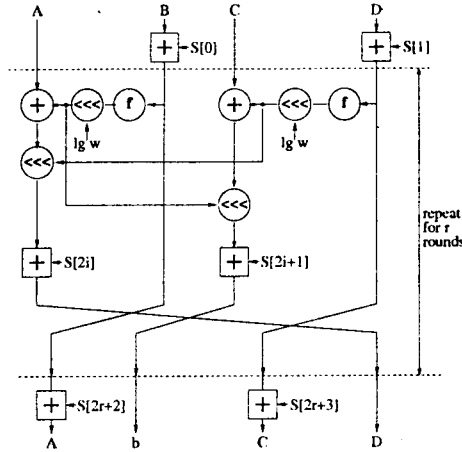 A B C D
+ S[0] + S[1]
+ <<< f + <<< f
lg w lg w
<<<
<<<
repeat
for r
rounds
+ S[2i] + S[2i+1]
+ S[2r+2] + S[2r+3]
A b C D